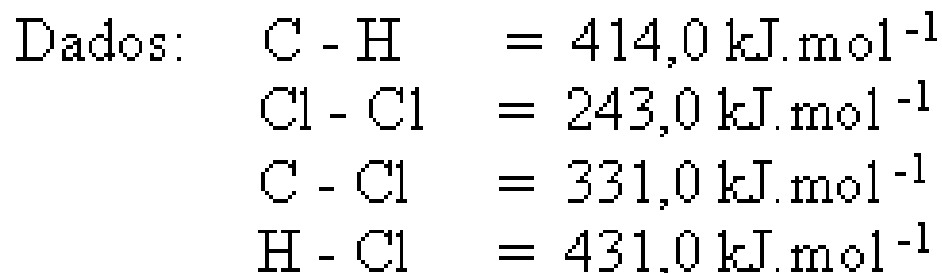 Dados: C - H = 414,0 kJ.mol⁻¹
Cl - Cl = 243,0 kJ.mol⁻¹
C - Cl = 331,0 kJ.mol⁻¹
H - Cl = 431,0 kJ.mol⁻¹